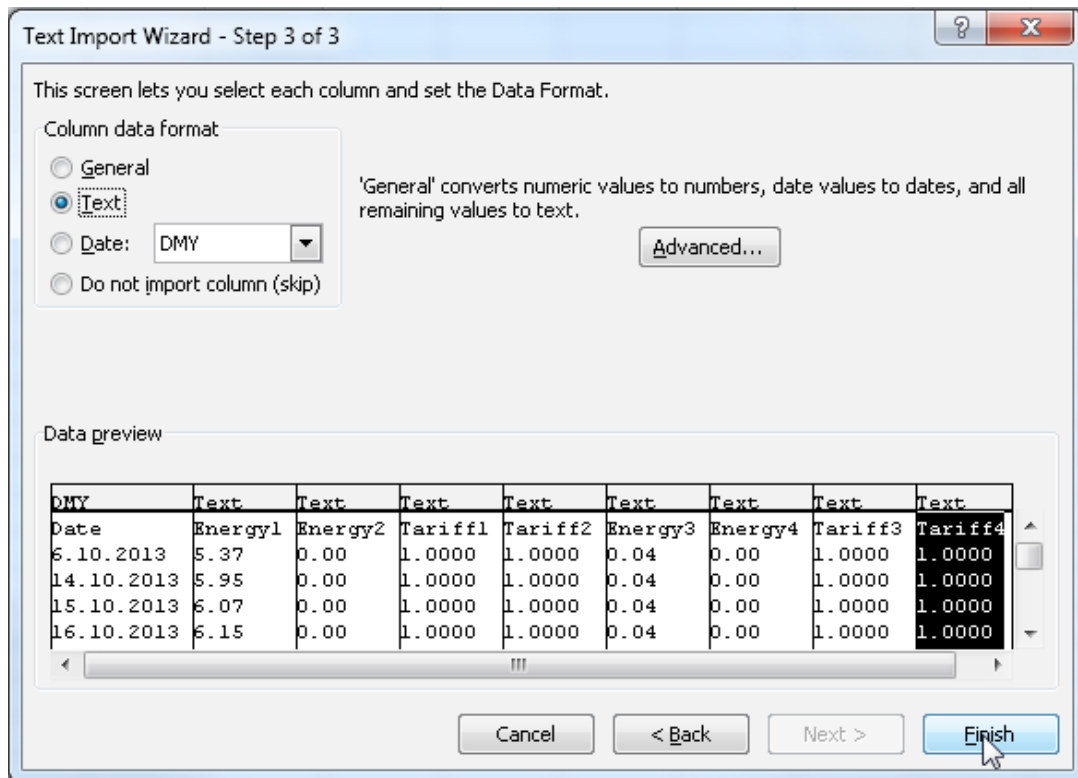 Text Import Wizard - Step 3 of 3
This screen lets you select each column and set the Data Format.
Column data format
General
Text
Date: DMY
Do not import column (skip)
'General' converts numeric values to numbers, date values to dates, and all
remaining values to text.
Advanced...
Data preview
DMY Text Text Text Text Text Text Text Text
Date Energy1 Energy2 Tariff1 Tariff2 Energy3 Energy4 Tariff3 Tariff4
6.10.2013 5.37 0.00 1.0000 1.0000 0.04 0.00 1.0000 1.0000
14.10.2013 5.95 0.00 1.0000 1.0000 0.04 0.00 1.0000 1.0000
15.10.2013 6.07 0.00 1.0000 1.0000 0.04 0.00 1.0000 1.0000
16.10.2013 6.15 0.00 1.0000 1.0000 0.04 0.00 1.0000 1.0000
Cancel < Back Next > Finish